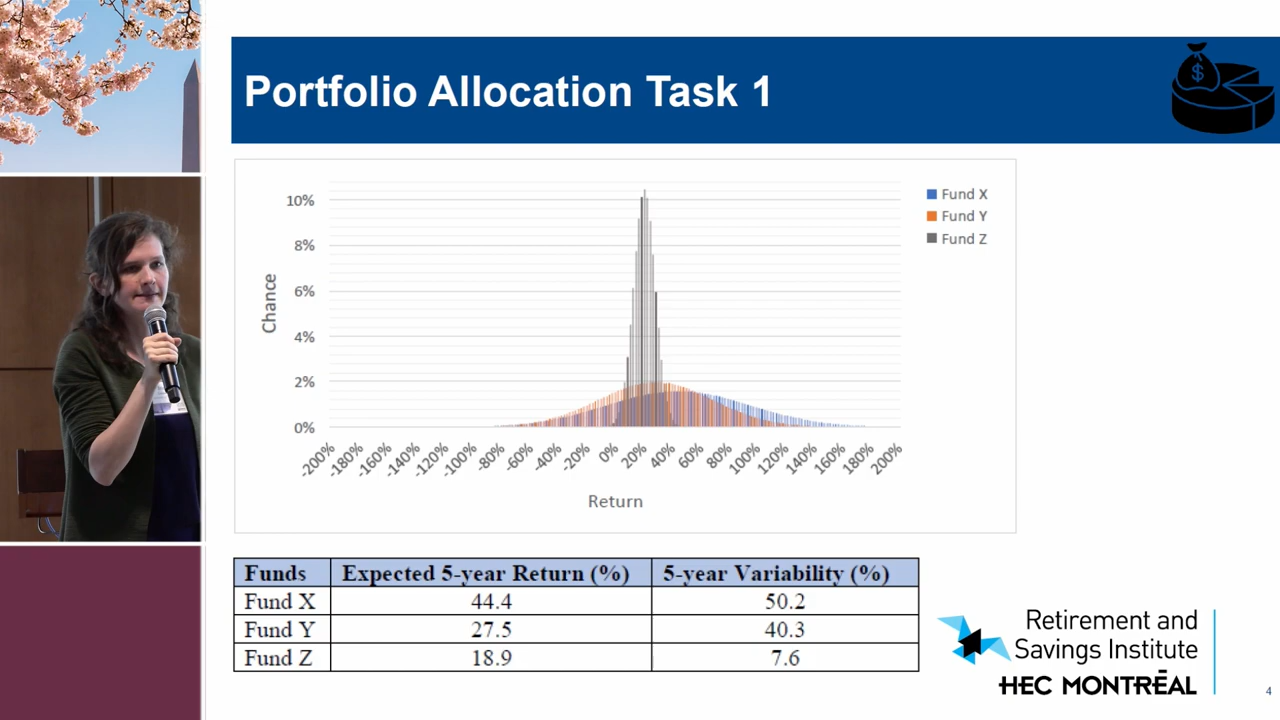 Portfolio Allocation Task 1
$
10%
8%
6%
4%
2%
0%
Chance
-200%
-180%
-160%
-140%
-120%
-100%
-80%
-60%
-40%
-20%
0%
20%
40%
60%
80%
100%
120%
140%
160%
180%
200%
Return
Fund X
Fund Y
Fund Z
Funds Expected 5-year Return (%) 5-year Variability (%)
Fund X 44.4 50.2
Fund Y 27.5 40.3
Fund Z 18.9 7.6
Retirement and
Savings Institute
HEC MONTRĒAL
4